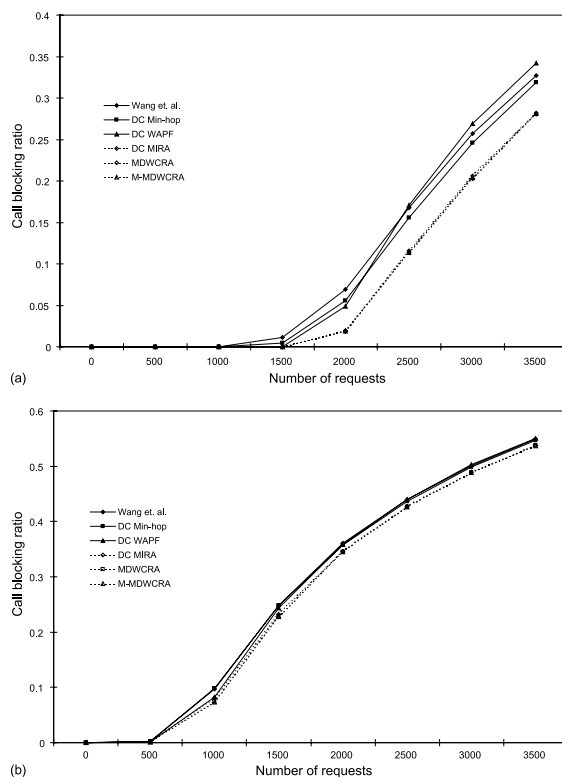 0.4
0.35
0.3
0.25
0.2
0.15
0.1
0.05
0
Call blocking ratio
Wang et. al.
DC Min-hop
DC WAPF
DC MIRA
MDWCRA
M-MDWCRA
0 500 1000 1500 2000 2500 3000 3500
(a) Number of requests
0.6
0.5
0.4
0.3
0.2
0.1
0
Call blocking ratio
Wang et. al.
DC Min-hop
DC WAPF
DC MIRA
MDWCRA
M-MDWCRA
0 500 1000 1500 2000 2500 3000 3500
(b) Number of requests